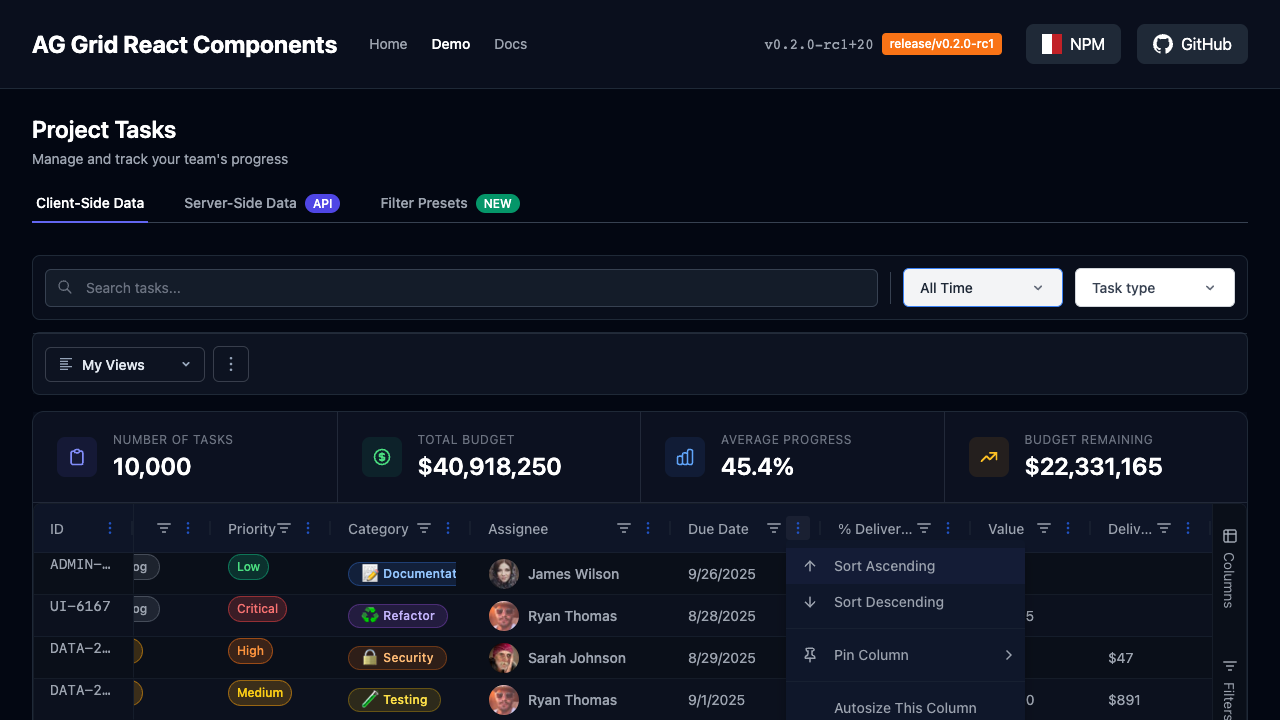 AG Grid React Components
Home
Demo
Docs
v0.2.0-rc1+20
release/v0.2.0-rc1
NPM
GitHub
Project Tasks
Manage and track your team's progress
Client-Side Data
Server-Side Data API
Filter Presets NEW
Search tasks...
All Time
Task type
My Views
NUMBER OF TASKS
10,000
TOTAL BUDGET
$40,918,250
AVERAGE PROGRESS
45.4%
BUDGET REMAINING
$22,331,165
ID Priority Category Assignee Due Date % Deliver... Value Deliv...
ADMIN-... og Low 📝 Documentat James Wilson 9/26/2025
UI-6167 og Critical ♻️ Refactor Ryan Thomas 8/28/2025 5
DATA-2... High 🔒 Security Sarah Johnson 8/29/2025 $47
DATA-2... Medium 🧪 Testing Ryan Thomas 9/1/2025 0 $891
Sort Ascending
Sort Descending
Pin Column
Autosize This Column
Columns
Filters